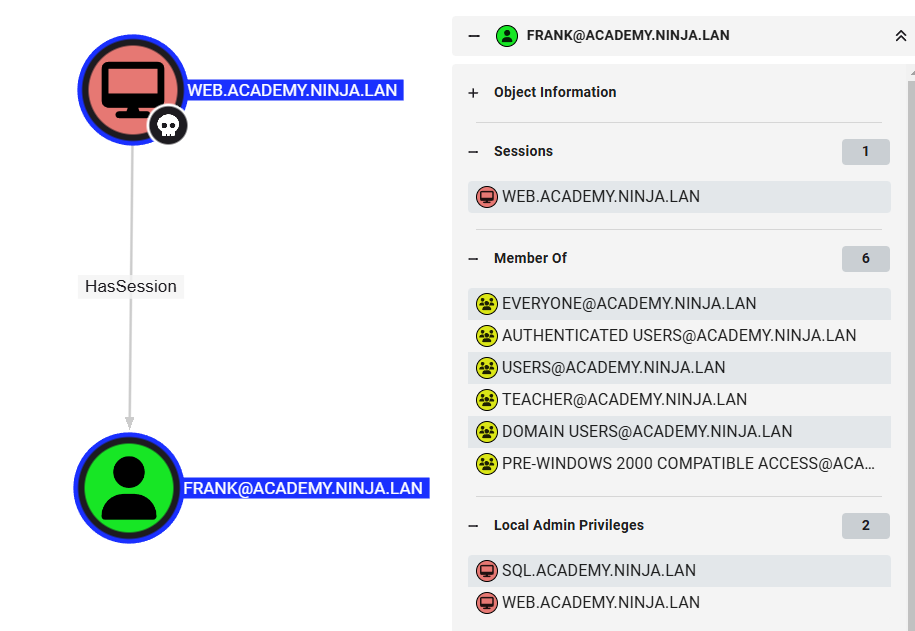 WEB.ACADEMY.NINJA.LAN
HasSession
FRANK@ACADEMY.NINJA.LAN
FRANK@ACADEMY.NINJA.LAN
Object Information
Sessions 1
WEB.ACADEMY.NINJA.LAN
Member Of 6
EVERYONE@ACADEMY.NINJA.LAN
AUTHENTICATED USERS@ACADEMY.NINJA.LAN
USERS@ACADEMY.NINJA.LAN
TEACHER@ACADEMY.NINJA.LAN
DOMAIN USERS@ACADEMY.NINJA.LAN
PRE-WINDOWS 2000 COMPATIBLE ACCESS@ACA...
Local Admin Privileges 2
SQL.ACADEMY.NINJA.LAN
WEB.ACADEMY.NINJA.LAN